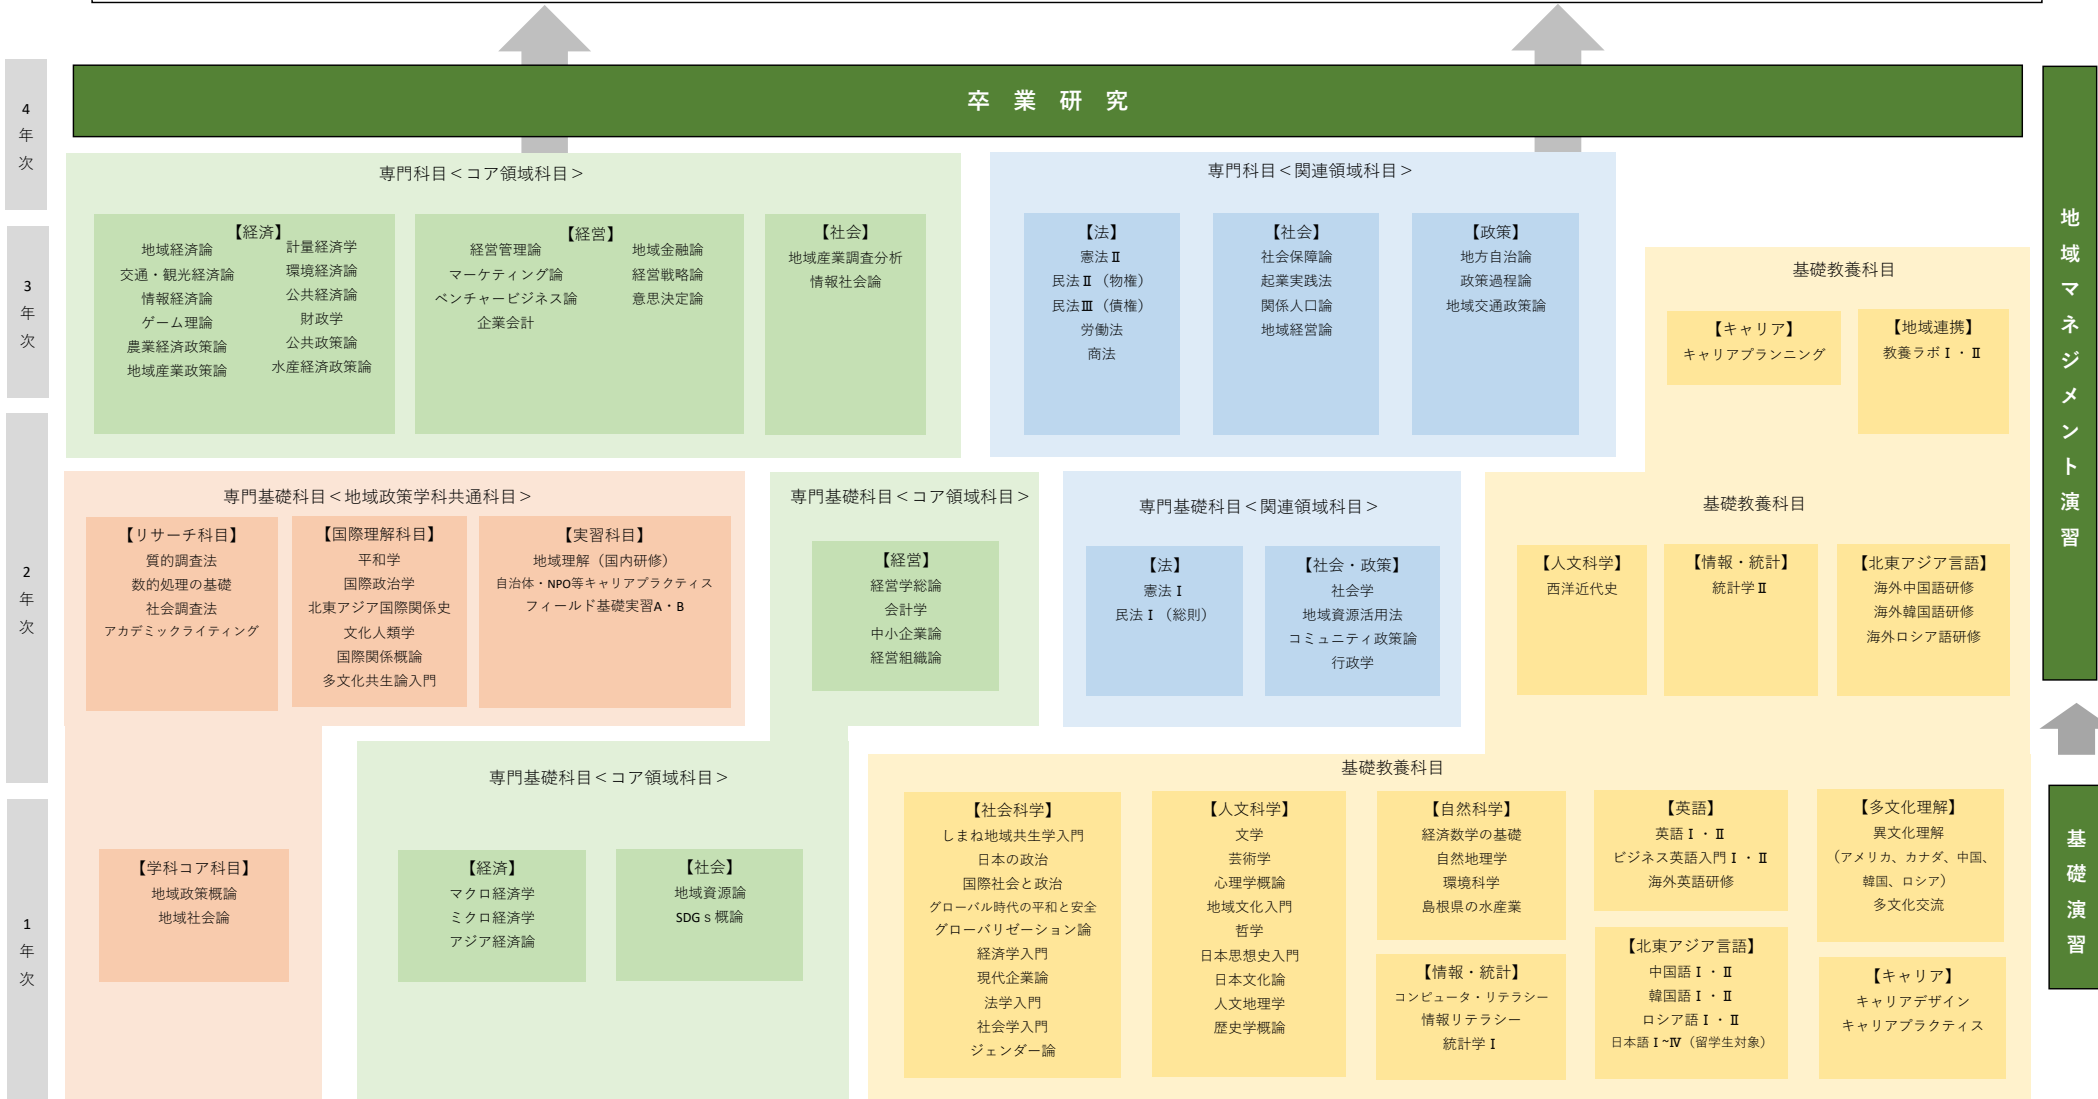 卒業研究
4年次
3年次
2年次
1年次
地域マネジメント演習
基礎演習
専門科目＜コア領域科目＞
【経済】
地域経済論
交通・観光経済論
情報経済論
ゲーム理論
農業経済政策論
地域産業政策論
計量経済学
環境経済論
公共経済論
財政学
公共政策論
水産経済政策論
【経営】
経営管理論
マーケティング論
ベンチャービジネス論
企業会計
地域金融論
経営戦略論
意思決定論
【社会】
地域産業調査分析
情報社会論
専門科目＜関連領域科目＞
【法】
憲法Ⅱ
民法Ⅱ（物権）
民法Ⅲ（債権）
労働法
商法
【社会】
社会保障論
起業実践法
関係人口論
地域経営論
【政策】
地方自治論
政策過程論
地域交通政策論
基礎教養科目
【キャリア】
キャリアプランニング
【地域連携】
教養ラボⅠ・Ⅱ
専門基礎科目＜地域政策学科共通科目＞
【リサーチ科目】
質的調査法
数的処理の基礎
社会調査法
アカデミックライティング
【国際理解科目】
平和学
国際政治学
北東アジア国際関係史
文化人類学
国際関係概論
多文化共生論入門
【実習科目】
地域理解（国内研修）
自治体・NPO等キャリアプラクティス
フィールド基礎実習A・B
専門基礎科目＜コア領域科目＞
【経営】
経営学総論
会計学
中小企業論
経営組織論
専門基礎科目＜関連領域科目＞
【法】
憲法Ⅰ
民法Ⅰ（総則）
【社会・政策】
社会学
地域資源活用法
コミュニティ政策論
行政学
基礎教養科目
【人文科学】
西洋近代史
【情報・統計】
統計学Ⅱ
【北東アジア言語】
海外中国語研修
海外韓国語研修
海外ロシア語研修
【学科コア科目】
地域政策概論
地域社会論
専門基礎科目＜コア領域科目＞
【経済】
マクロ経済学
ミクロ経済学
アジア経済論
【社会】
地域資源論
SDGｓ概論
基礎教養科目
【社会科学】
しまね地域共生学入門
日本の政治
国際社会と政治
グローバル時代の平和と安全
グローバリゼーション論
経済学入門
現代企業論
法学入門
社会学入門
ジェンダー論
【人文科学】
文学
芸術学
心理学概論
地域文化入門
哲学
日本思想史入門
日本文化論
人文地理学
歴史学概論
【自然科学】
経済数学の基礎
自然地理学
環境科学
島根県の水産業
【情報・統計】
コンピュータ・リテラシー
情報リテラシー
統計学Ⅰ
【英語】
英語Ⅰ・Ⅱ
ビジネス英語入門Ⅰ・Ⅱ
海外英語研修
【北東アジア言語】
中国語Ⅰ・Ⅱ
韓国語Ⅰ・Ⅱ
ロシア語Ⅰ・Ⅱ
日本語Ⅰ~Ⅳ（留学生対象）
【多文化理解】
異文化理解
（アメリカ、カナダ、中国、
韓国、ロシア）
多文化交流
【キャリア】
キャリアデザイン
キャリアプラクティス